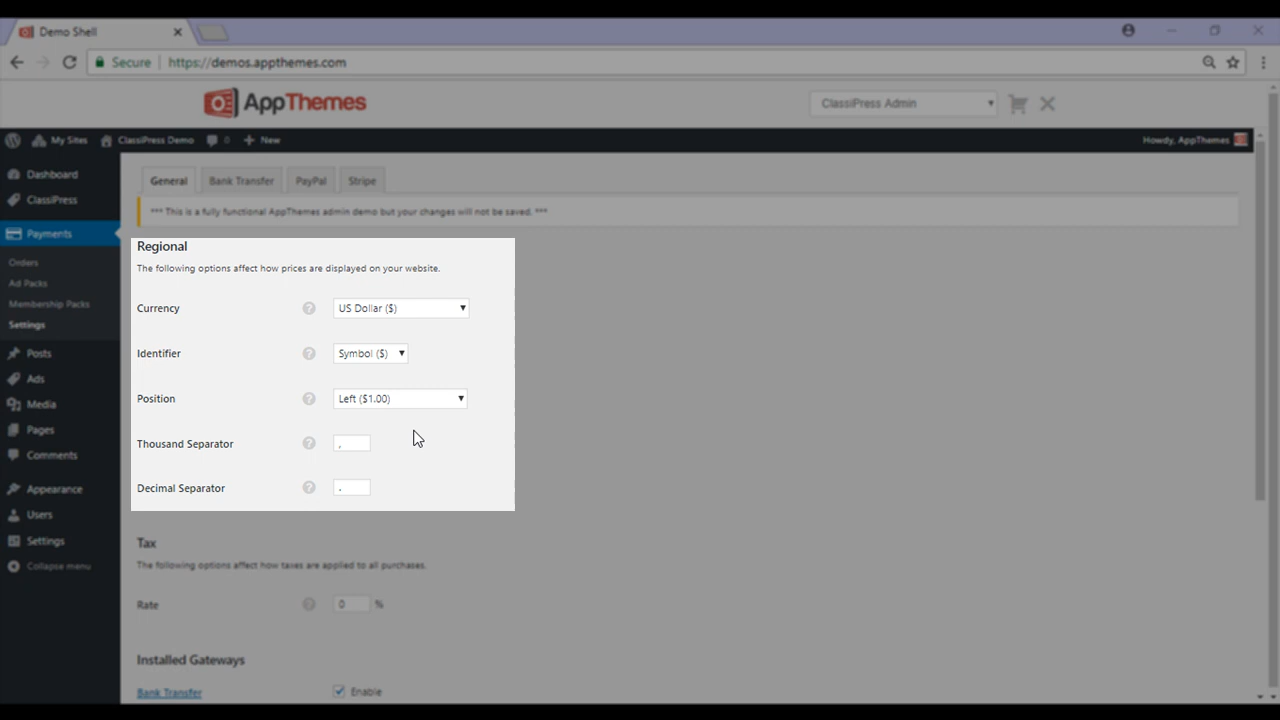 Demo Shell
Secure | https://demos.appthemes.com
AppThemes
ClassiPress Admin
My Sites ClassiPress Demo 0 New
Howdy, AppThemes
Dashboard
ClassiPress
Payments
Orders
Ad Packs
Membership Packs
Settings
Posts
Ads
Media
Pages
Comments
Appearance
Users
Settings
Collapse menu
General Bank Transfer PayPal Stripe
*** This is a fully functional AppThemes admin demo but your changes will not be saved. ***
Regional
The following options affect how prices are displayed on your website.
Currency ? US Dollar ($)
Identifier ? Symbol ($)
Position ? Left ($1.00)
Thousand Separator ? ,
Decimal Separator ? .
Tax
The following options affect how taxes are applied to all purchases.
Rate ? 0 %
Installed Gateways
Bank Transfer Enable